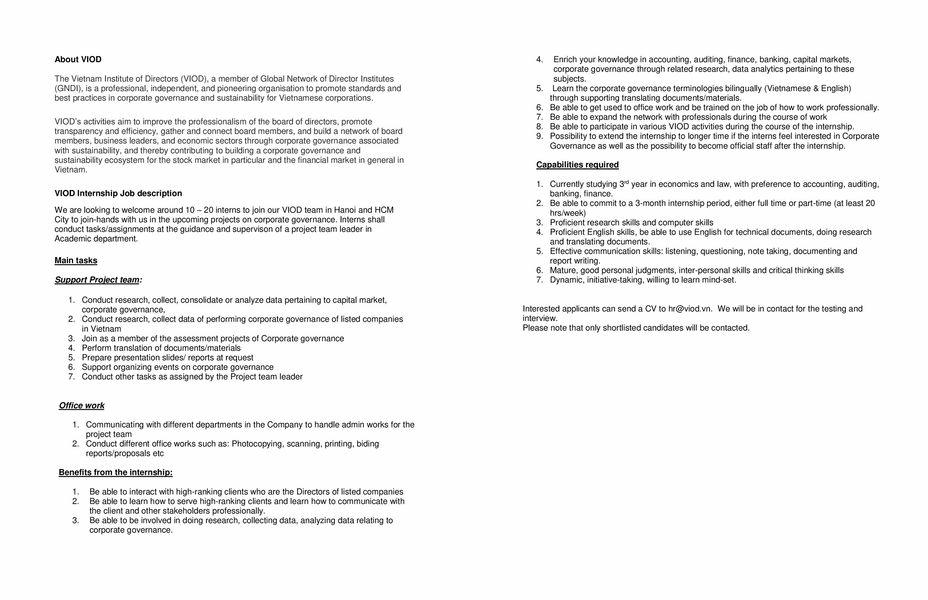 About VIOD
The Vietnam Institute of Directors (VIOD), a member of Global Network of Director Institutes
(GNDI), is a professional, independent, and pioneering organisation to promote standards and
best practices in corporate governance and sustainability for Vietnamese corporations.
VIOD's activities aim to improve the professionalism of the board of directors, promote
transparency and efficiency, gather and connect board members, and build a network of board
members, business leaders, and economic sectors through corporate governance associated
with sustainability, and thereby contributing to building a corporate governance and
sustainability ecosystem for the stock market in particular and the financial market in general in
Vietnam.
VIOD Internship Job description
We are looking to welcome around 10 – 20 interns to join our VIOD team in Hanoi and HCM
City to join-hands with us in the upcoming projects on corporate governance. Interns shall
conduct tasks/assignments at the guidance and supervison of a project team leader in
Academic department.
Main tasks
Support Project team:
1. Conduct research, collect, consolidate or analyze data pertaining to capital market,
corporate governance,
2. Conduct research, collect data of performing corporate governance of listed companies
in Vietnam
3. Join as a member of the assessment projects of Corporate governance
4. Perform translation of documents/materials
5. Prepare presentation slides/ reports at request
6. Support organizing events on corporate governance
7. Conduct other tasks as assigned by the Project team leader
Office work
1. Communicating with different departments in the Company to handle admin works for the
project team
2. Conduct different office works such as: Photocopying, scanning, printing, biding
reports/proposals etc
Benefits from the internship:
1. Be able to interact with high-ranking clients who are the Directors of listed companies
2. Be able to learn how to serve high-ranking clients and learn how to communicate with
the client and other stakeholders professionally.
3. Be able to be involved in doing research, collecting data, analyzing data relating to
corporate governance.
4. Enrich your knowledge in accounting, auditing, finance, banking, capital markets,
corporate governance through related research, data analytics pertaining to these
subjects.
5. Learn the corporate governance terminologies bilingually (Vietnamese & English)
through supporting translating documents/materials.
6. Be able to get used to office work and be trained on the job of how to work professionally.
7. Be able to expand the network with professionals during the course of work
8. Be able to participate in various VIOD activities during the course of the internship.
9. Possibility to extend the internship to longer time if the interns feel interested in Corporate
Governance as well as the possibility to become official staff after the internship.
Capabilities required
1. Currently studying 3rd year in economics and law, with preference to accounting, auditing,
banking, finance.
2. Be able to commit to a 3-month internship period, either full time or part-time (at least 20
hrs/week)
3. Proficient research skills and computer skills
4. Proficient English skills, be able to use English for technical documents, doing research
and translating documents.
5. Effective communication skills: listening, questioning, note taking, documenting and
report writing.
6. Mature, good personal judgments, inter-personal skills and critical thinking skills
7. Dynamic, initiative-taking, willing to learn mind-set.
Interested applicants can send a CV to hr@viod.vn. We will be in contact for the testing and
interview.
Please note that only shortlisted candidates will be contacted.